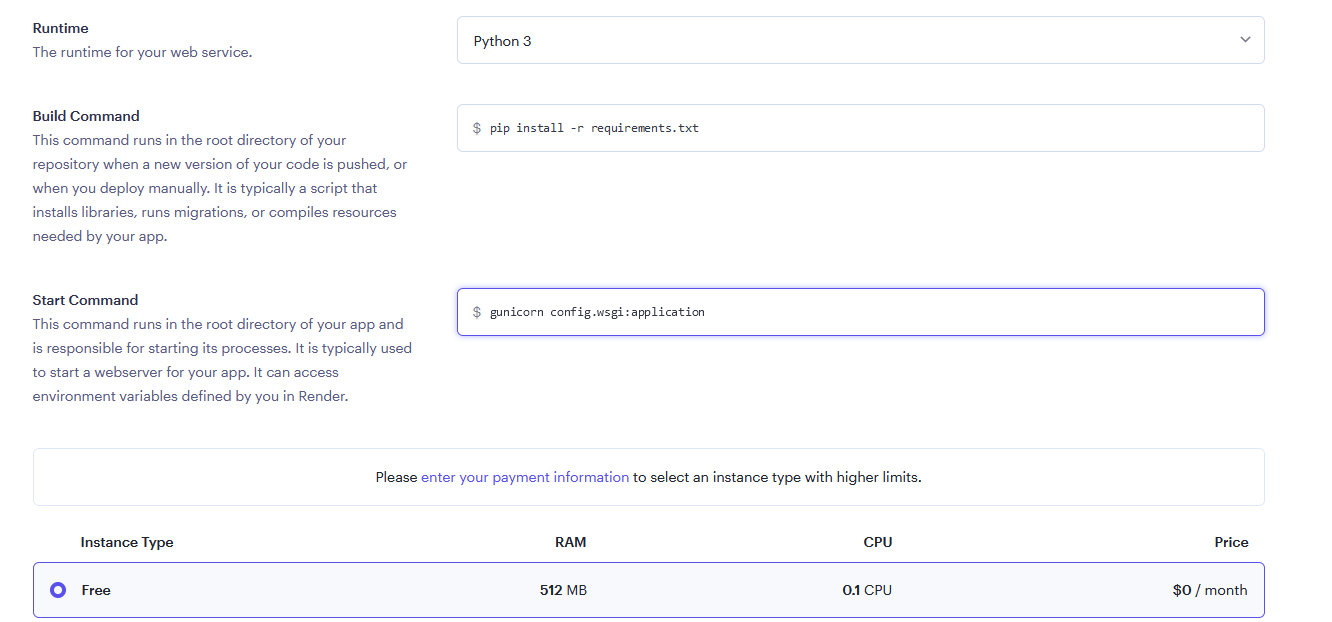 Runtime
The runtime for your web service.
Python 3
Build Command
This command runs in the root directory of your
repository when a new version of your code is pushed, or
when you deploy manually. It is typically a script that
installs libraries, runs migrations, or compiles resources
needed by your app.
$ pip install -r requirements.txt
Start Command
This command runs in the root directory of your app and
is responsible for starting its processes. It is typically used
to start a webserver for your app. It can access
environment variables defined by you in Render.
$ gunicorn config.wsgi:application
Please enter your payment information to select an instance type with higher limits.
Instance Type RAM CPU Price
Free 512 MB 0.1 CPU $0 / month